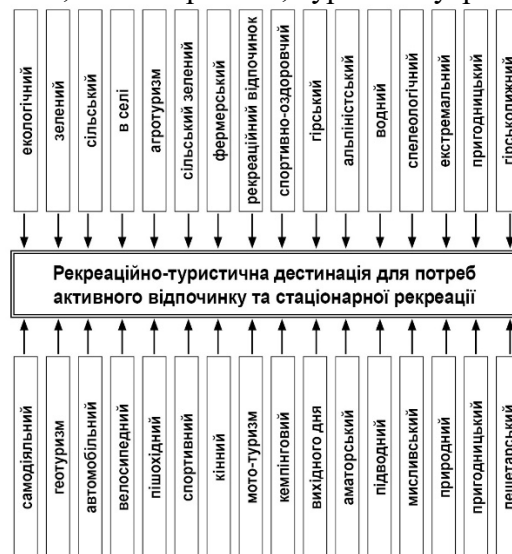 екологічний
зелений
сільський
в селі
агротуризм
сільський зелений
фермерський
рекреаційний відпочинок
спортивно-оздоровчий
гірський
альпіністський
водний
спелеологічний
екстремальний
пригодницький
гірськолижний
Рекреаційно-туристична дестинація для потреб
активного відпочинку та стаціонарної рекреації
самодіяльний
геотуризм
автомобільний
велосипедний
пішохідний
спортивний
кінний
мото-туризм
кемпінговий
вихідного дня
аматорський
підводний
мисливський
природний
пригодницький